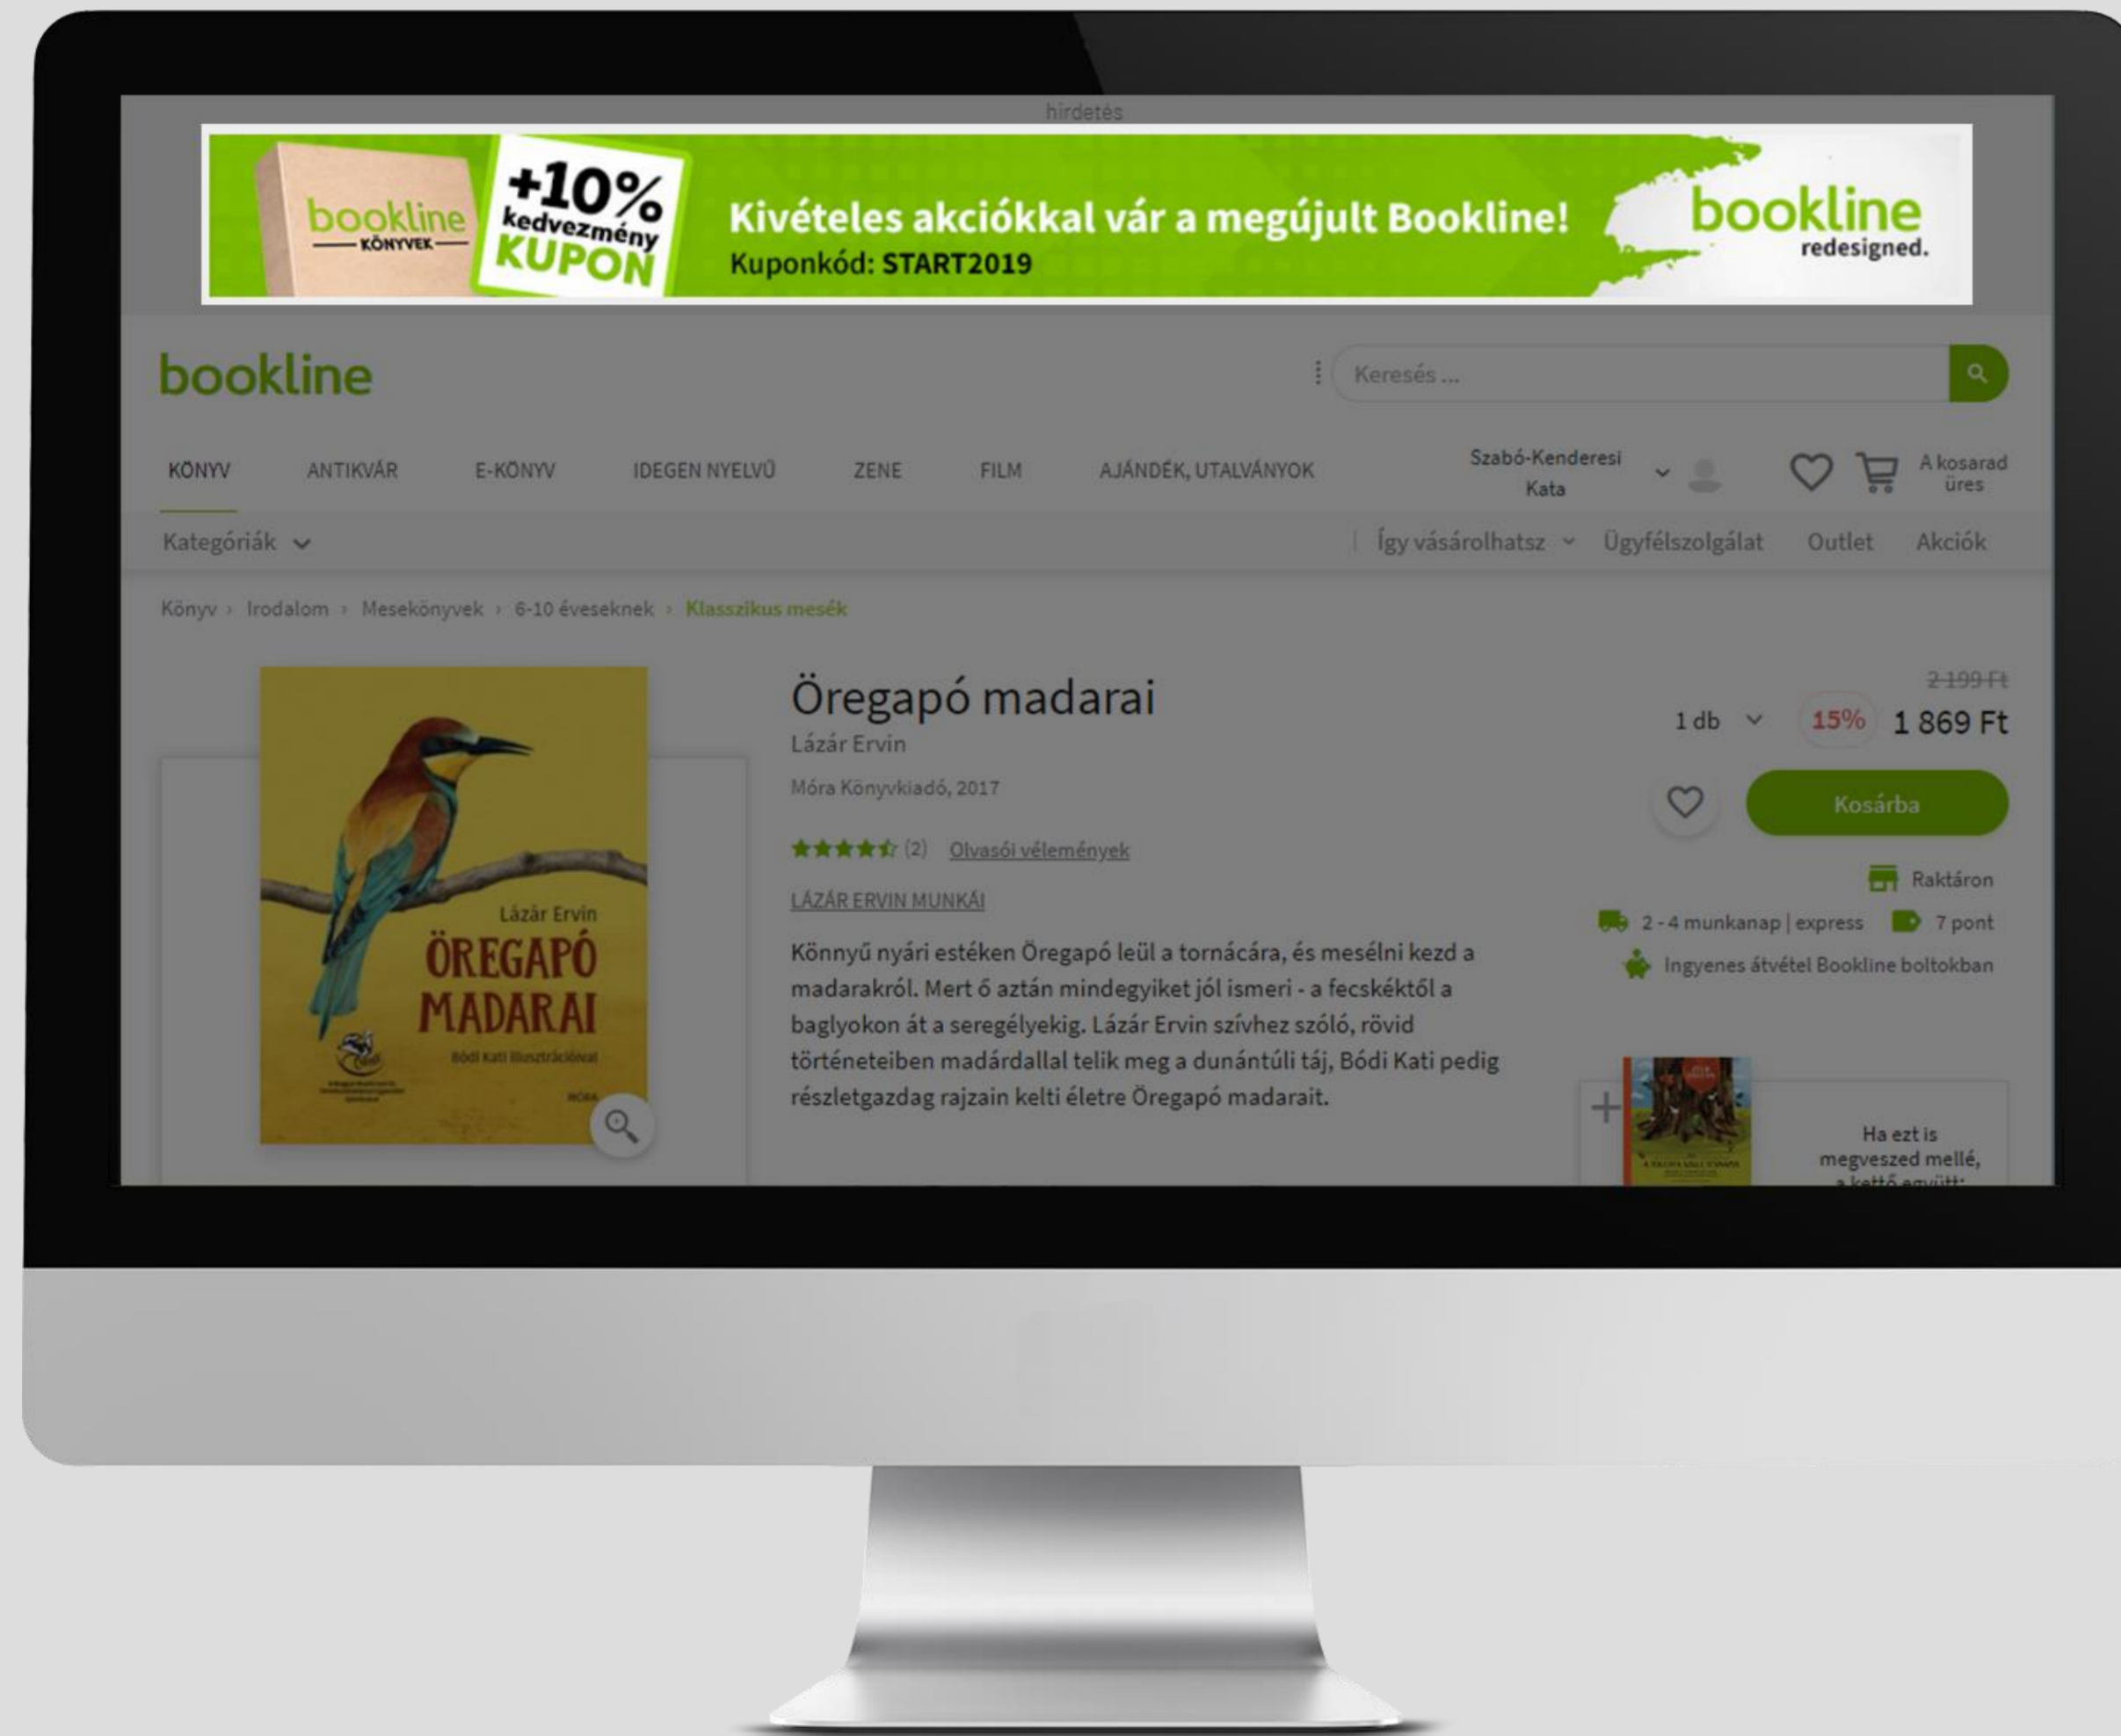 hirdetés
bookline
KÖNYVEK
+10%
kedvezmény
KUPON
Kivételes akciókkal vár a megújult Bookline!
Kuponkód: START2019
bookline
redesigned.
bookline
Keresés ...
KÖNYV ANTIKVÁR E-KÖNYV IDEGEN NYELVŰ ZENE FILM AJÁNDÉK, UTALVÁNYOK
Szabó-Kenderesi
Kata
A kosarad
üres
Kategóriák
Így vásárolhatsz Ügyfélszolgálat Outlet Akciók
Könyv › Irodalom › Mesekönyvek › 6-10 éveseknek › Klasszikus mesék
Lázár Ervin
ÖREGAPÓ
MADARAI
Bódi Kati illusztrációival
MÓRA
Öregapó madarai
Lázár Ervin
Móra Könyvkiadó, 2017
(2) Olvasói vélemények
LÁZÁR ERVIN MUNKÁI
Könnyű nyári estéken Öregapó leül a tornácára, és mesélni kezd a
madarakról. Mert ő aztán mindegyiket jól ismeri - a fecskéktől a
baglyokon át a seregélyekig. Lázár Ervin szívhez szóló, rövid
történeteiben madárdallal telik meg a dunántúli táj, Bódi Kati pedig
részletgazdag rajzain kelti életre Öregapó madarait.
2 199 Ft
1 db 15% 1 869 Ft
Kosárba
Raktáron
2 - 4 munkanap | express 7 pont
Ingyenes átvétel Bookline boltokban
Ha ezt is
megveszed mellé,
a kettő együtt: